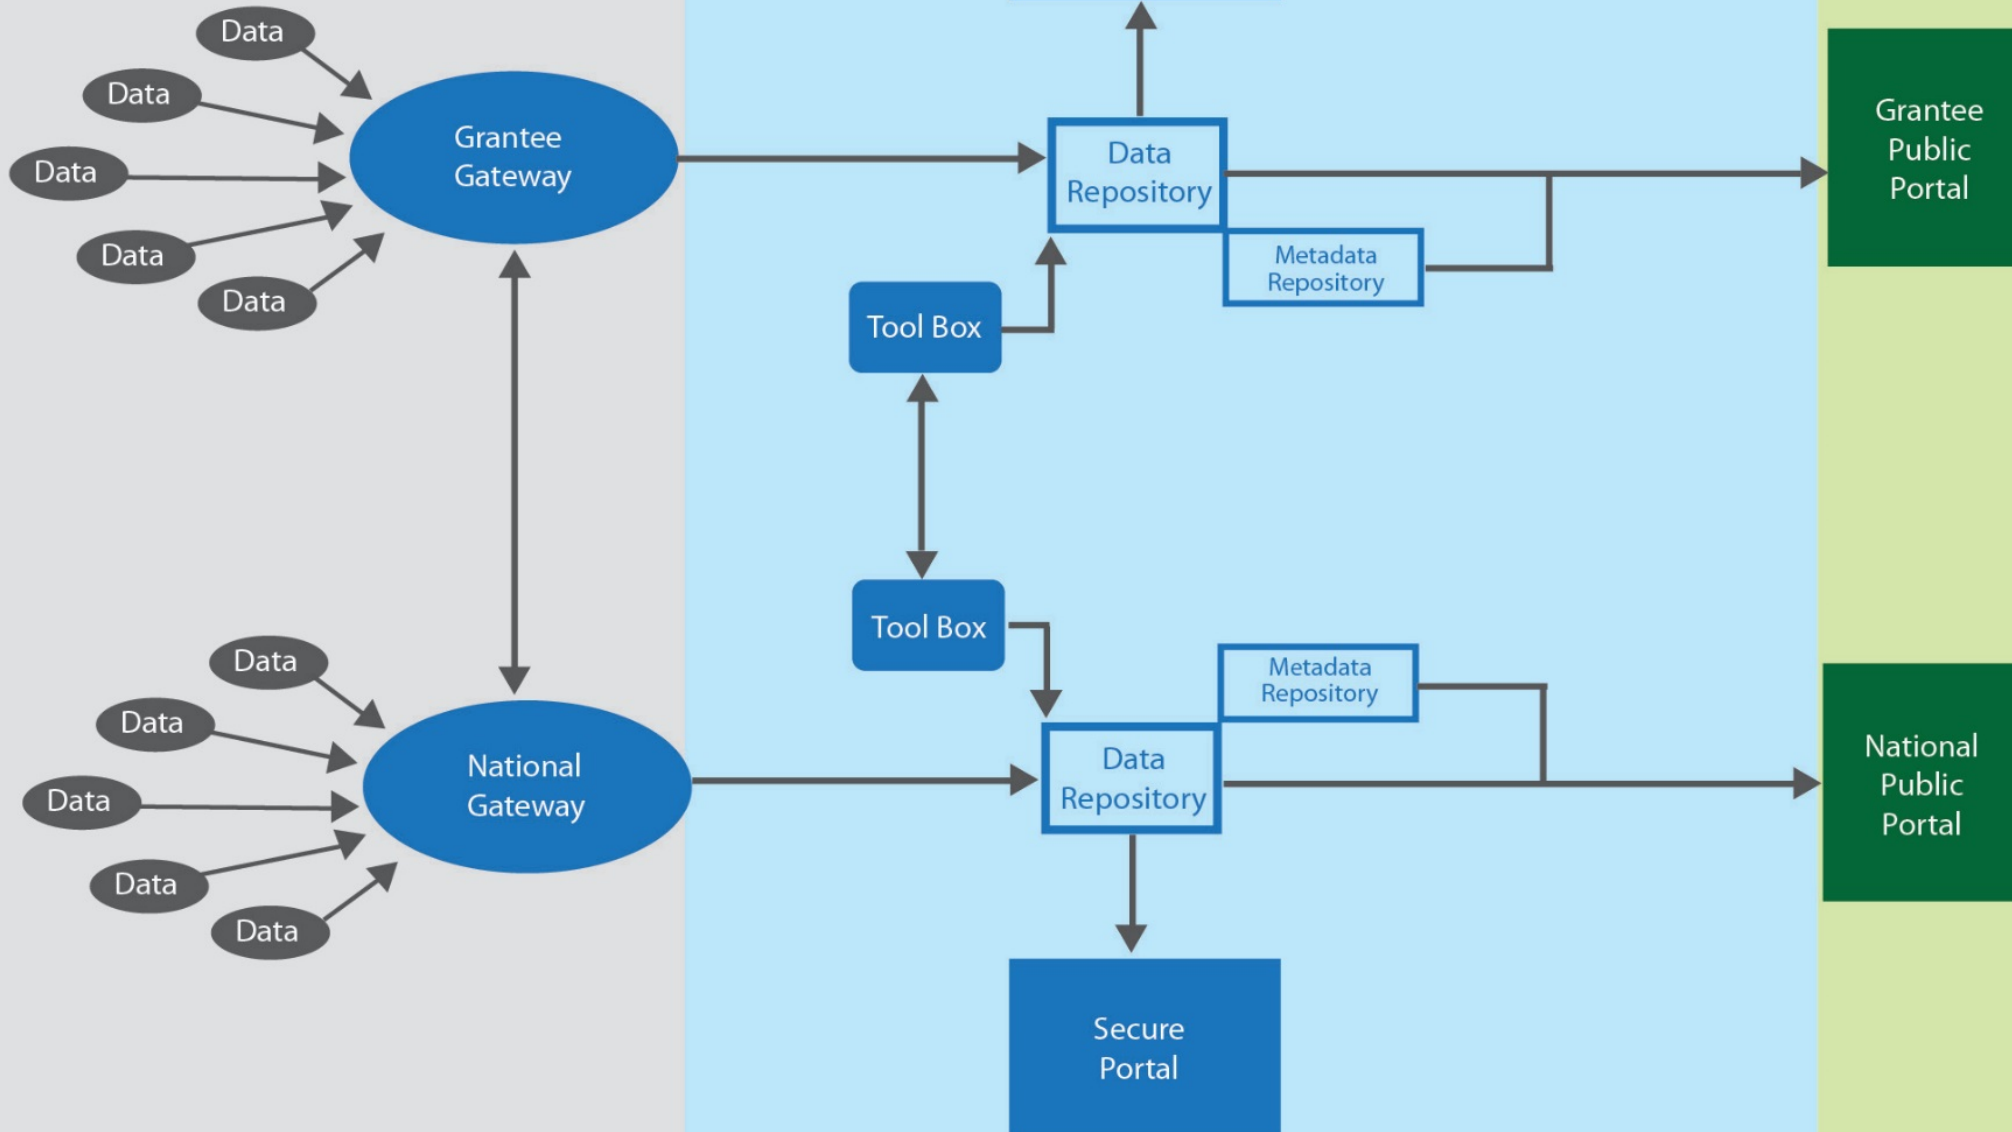 Data
Data
Data
Data
Data
Grantee
Gateway
Data
Repository
Metadata
Repository
Tool Box
Grantee
Public
Portal
Tool Box
Data
Data
Data
Data
Data
National
Gateway
Metadata
Repository
Data
Repository
National
Public
Portal
Secure
Portal